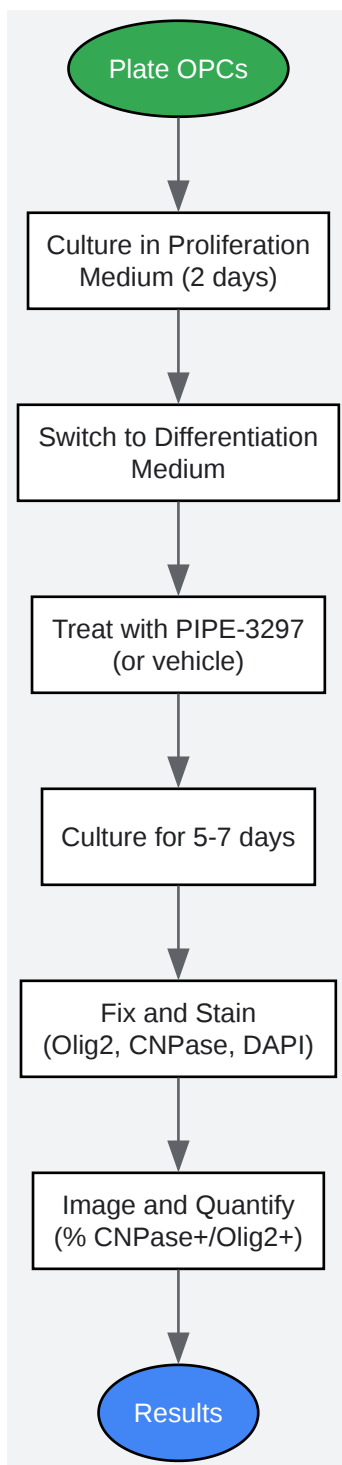 Plate OPCs
Culture in Proliferation
Medium (2 days)
Switch to Differentiation
Medium
Treat with PIPE-3297
(or vehicle)
Culture for 5-7 days
Fix and Stain
(Olig2, CNPase, DAPI)
Image and Quantify
(% CNPase+/Olig2+)
Results